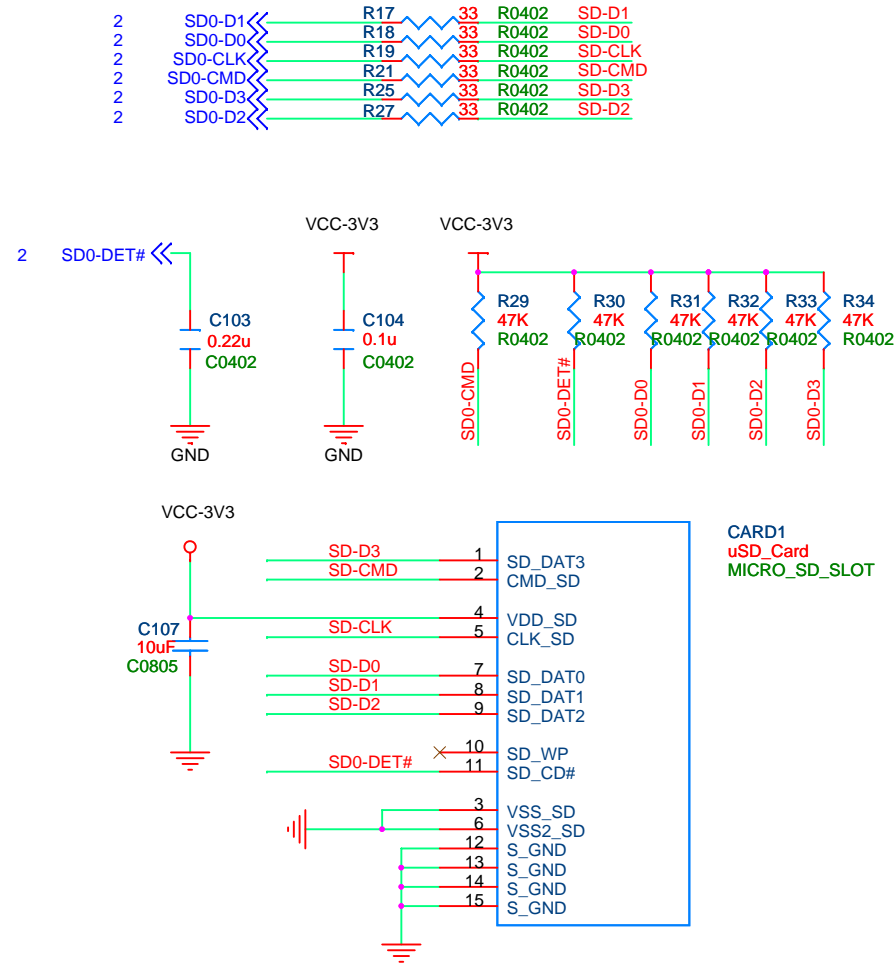 2 SD0-D1 R17 33 R0402 SD-D1
2 SD0-D0 R18 33 R0402 SD-D0
2 SD0-CLK R19 33 R0402 SD-CLK
2 SD0-CMD R21 33 R0402 SD-CMD
2 SD0-D3 R25 33 R0402 SD-D3
2 SD0-D2 R27 33 R0402 SD-D2
VCC-3V3 VCC-3V3
2 SD0-DET#
C103 C104 R29 R30 R31 R32 R33 R34
0.22u 0.1u 47K 47K 47K 47K 47K 47K
C0402 C0402 R0402 R0402 R0402 R0402 R0402 R0402
SD0-CMD SD0-DET# SD0-D0 SD0-D1 SD0-D2 SD0-D3
GND GND
VCC-3V3
CARD1
uSD_Card
MICRO_SD_SLOT
SD-D3 1 SD_DAT3
SD-CMD 2 CMD_SD
4 VDD_SD
SD-CLK 5 CLK_SD
C107
10uF
C0805
SD-D0 7 SD_DAT0
SD-D1 8 SD_DAT1
SD-D2 9 SD_DAT2
10 SD_WP
SD0-DET# 11 SD_CD#
3 VSS_SD
6 VSS2_SD
12 S_GND
13 S_GND
14 S_GND
15 S_GND